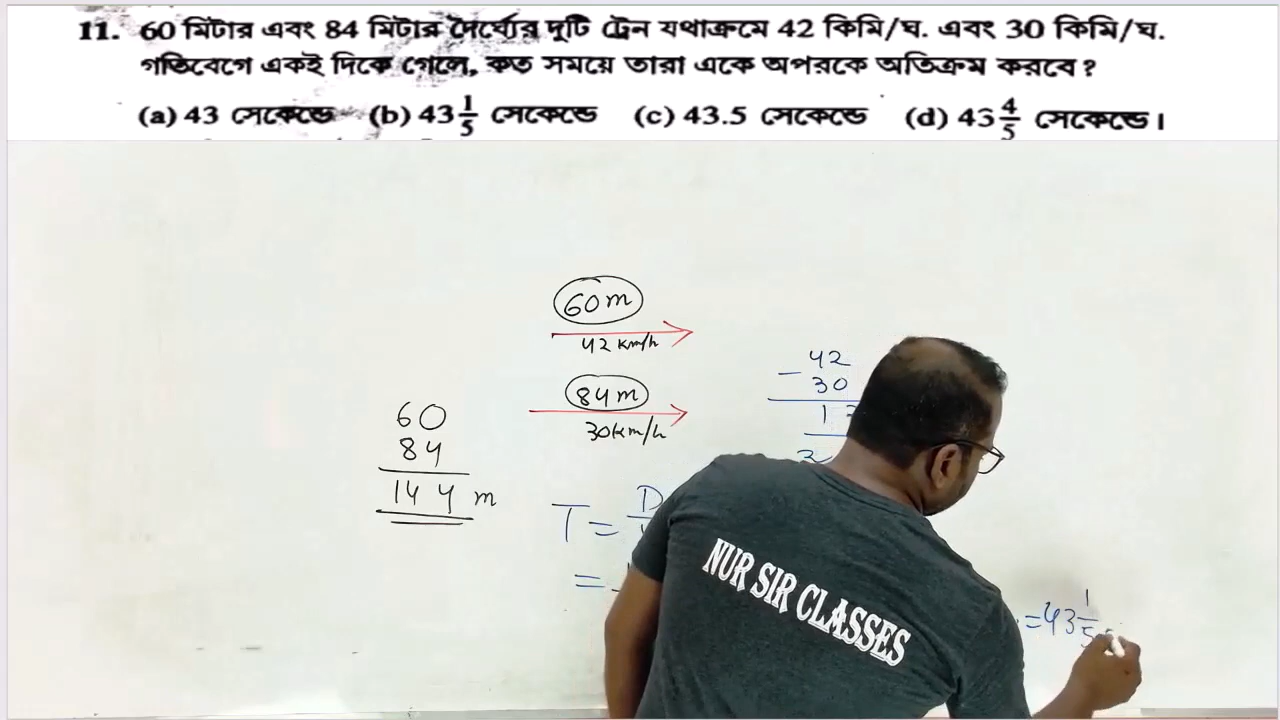 11. 60 মিটার এবং 84 মিটার দৈর্ঘ্যের দুটি ট্রেন যথাক্রমে 42 কিমি/ঘ. এবং 30 কিমি/ঘ.
গতিবেগে একই দিকে গেলে, কত সময়ে তারা একে অপরকে অতিক্রম করবে?
(a) 43 সেকেন্ডে (b) 43 1/5 সেকেন্ডে (c) 43.5 সেকেন্ডে (d) 43 4/5 সেকেন্ডে।
60m
42 km/h
84m
30km/h
60
84
144 m
- 42
30
1
T = D
=
= 43 1/5
NUR SIR CLASSES